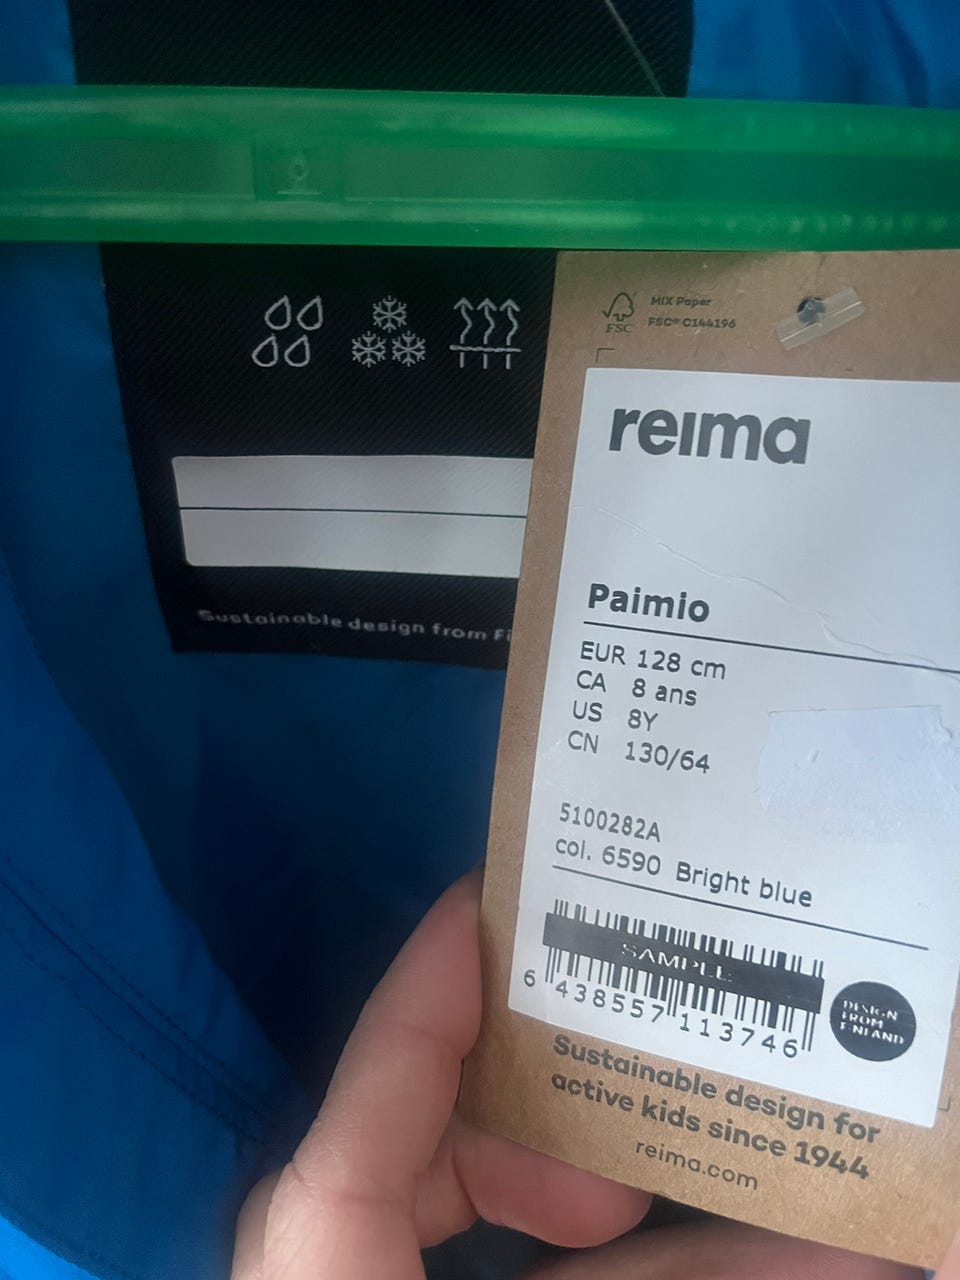 MIX Paper
FSC® C144196
FSC
reima
Paimio
EUR 128 cm
CA 8 ans
US 8Y
CN 130/64
5100282A
col. 6590 Bright blue
SAMPLE
6 438557 113746
DESIGN
FROM
FINLAND
Sustainable design for
active kids since 1944
reima.com
Sustainable design from Fi